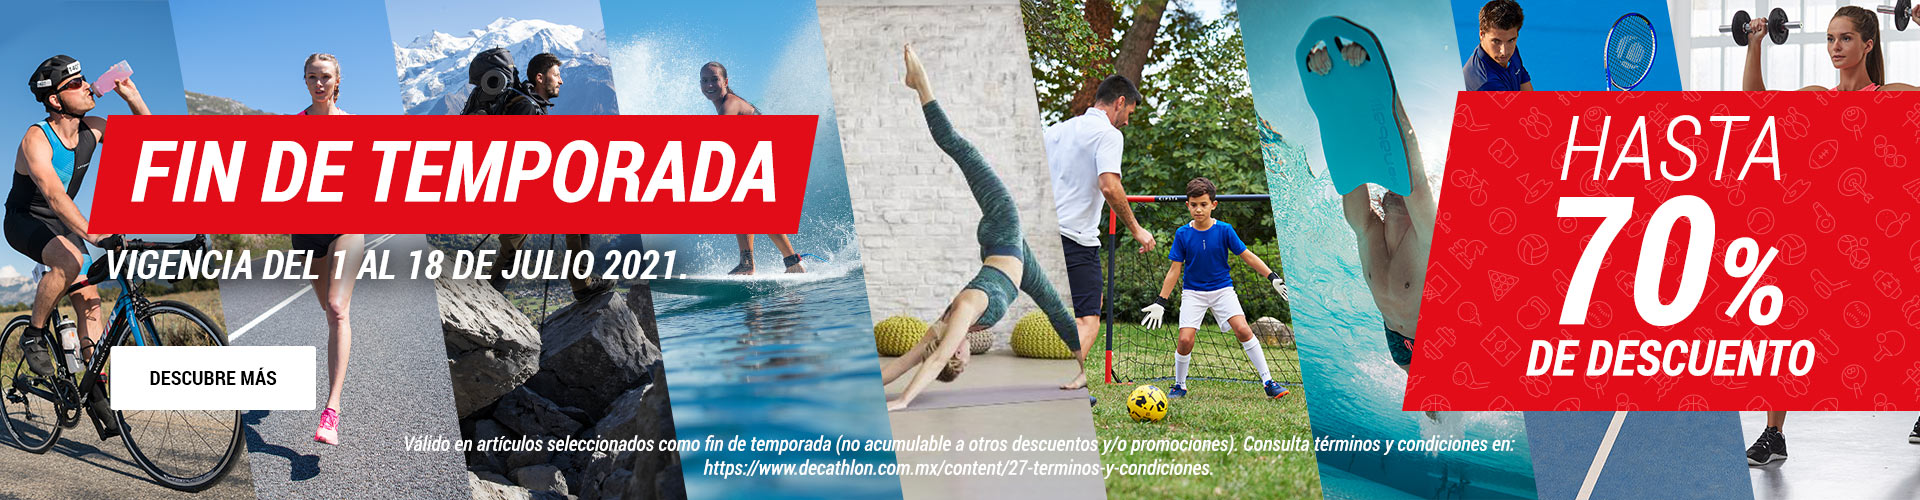 FIN DE TEMPORADA
VIGENCIA DEL 1 AL 18 DE JULIO 2021.
DESCUBRE MÁS
HASTA
70%
DE DESCUENTO
Válido en artículos seleccionados como fin de temporada (no acumulable a otros descuentos y/o promociones). Consulta términos y condiciones en:
https://www.decathlon.com.mx/content/27-terminos-y-condiciones.
KIPSTA
nabaiji